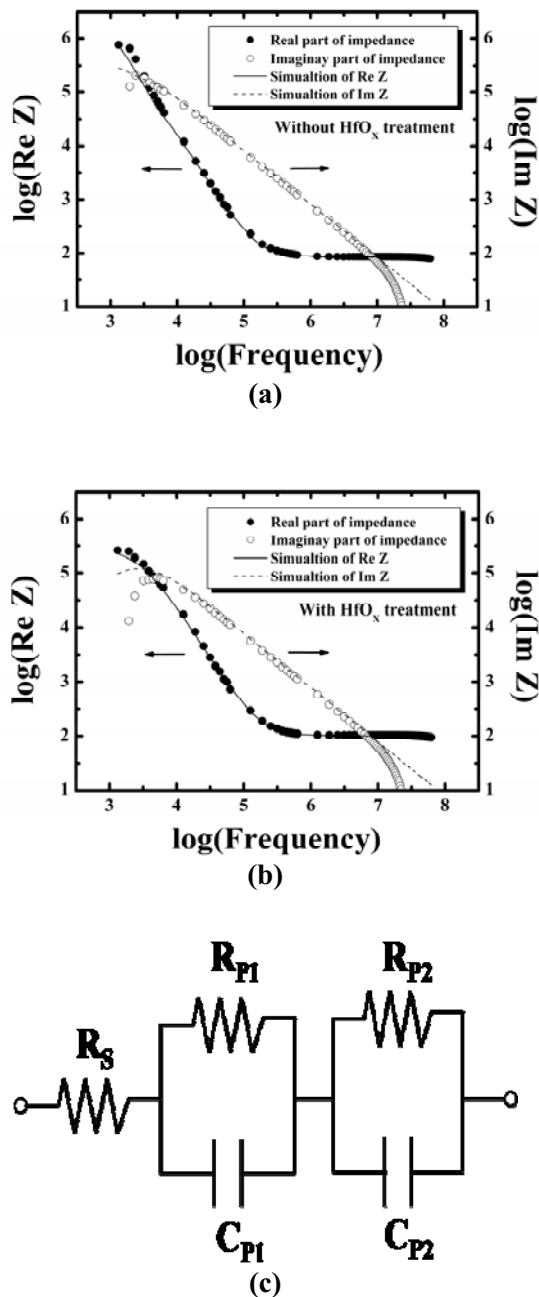 6
5
4
3
2
1
log(Re Z)
Real part of impedance
Imaginay part of impedance
Simualtion of Re Z
Simualtion of Im Z
Without HfOx treatment
6
5
4
3
2
1
log(Im Z)
3 4 5 6 7 8
log(Frequency)
(a)
6
5
4
3
2
1
log(Re Z)
Real part of impedance
Imaginay part of impedance
Simualtion of Re Z
Simualtion of Im Z
With HfOx treatment
6
5
4
3
2
1
log(Im Z)
3 4 5 6 7 8
log(Frequency)
(b)
RP1 RP2
RS
CP1 CP2
(c)